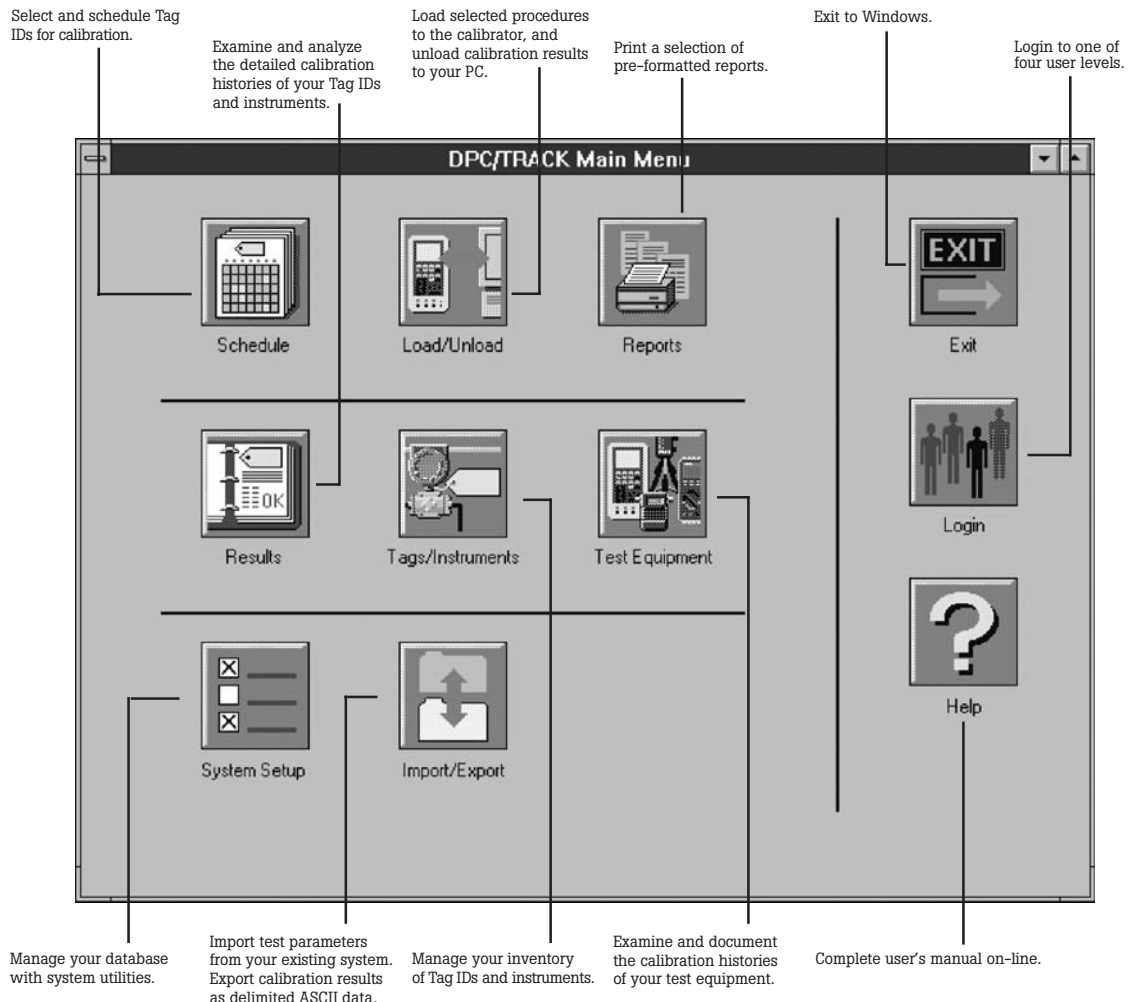 Select and schedule Tag
IDs for calibration.
Examine and analyze
the detailed calibration
histories of your Tag IDs
and instruments.
Load selected procedures
to the calibrator, and
unload calibration results
to your PC.
Print a selection of
pre–formatted reports.
Exit to Windows.
Login to one of
four user levels.
DPC/TRACK Main Menu
Schedule
Load/Unload
Reports
EXIT
Exit
OK
Results
Tags/Instruments
Test Equipment
Login
?
Help
System Setup
Import/Export
Manage your database
with system utilities.
Import test parameters
from your existing system.
Export calibration results
as delimited ASCII data.
Manage your inventory
of Tag IDs and instruments.
Examine and document
the calibration histories
of your test equipment.
Complete user's manual on–line.